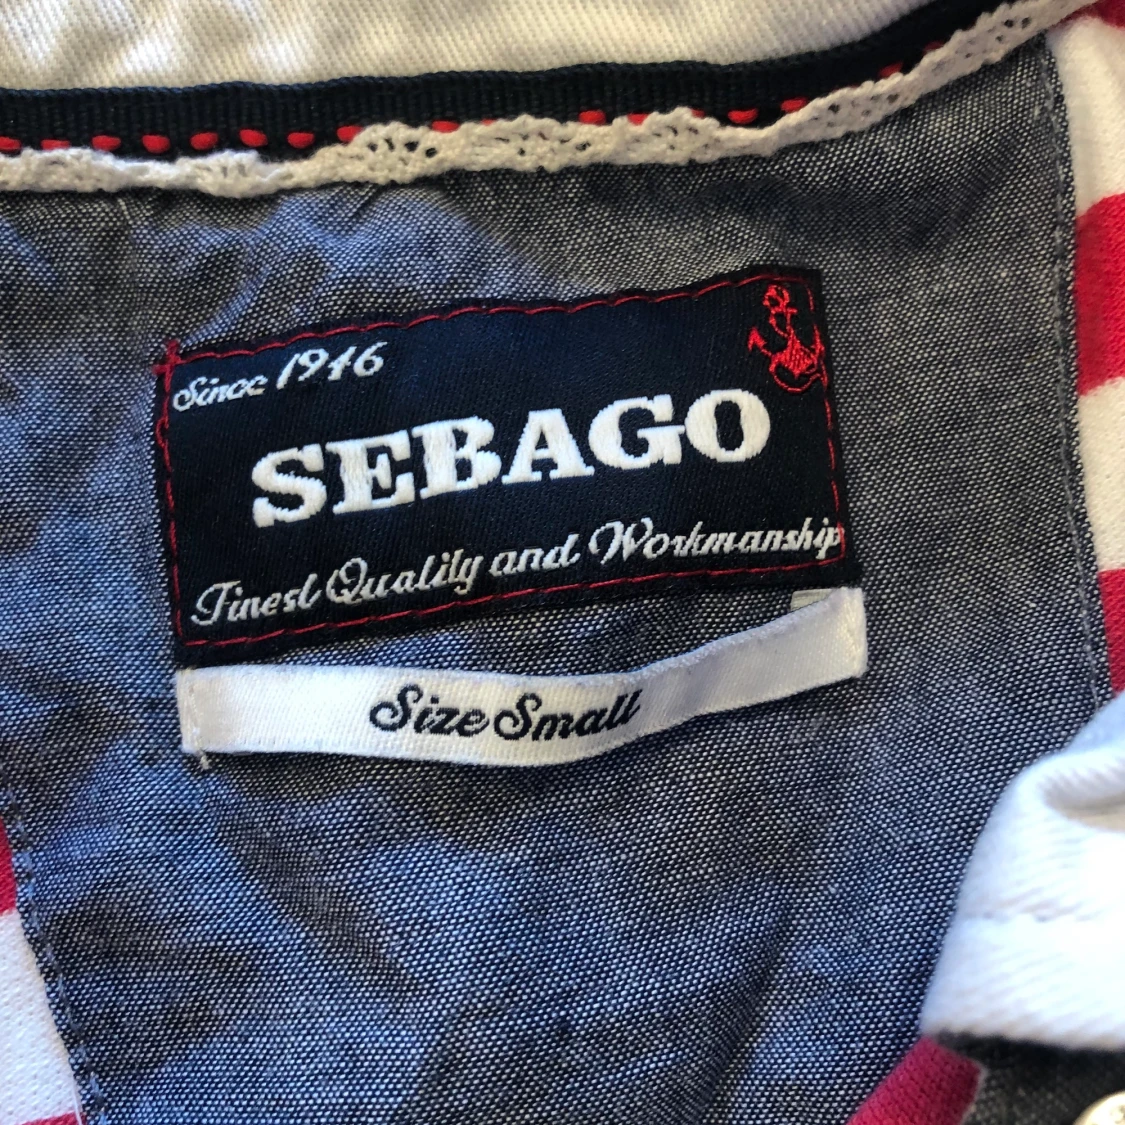 Since 1946
SEBAGO
Finest Quality and Workmanship
Size Small